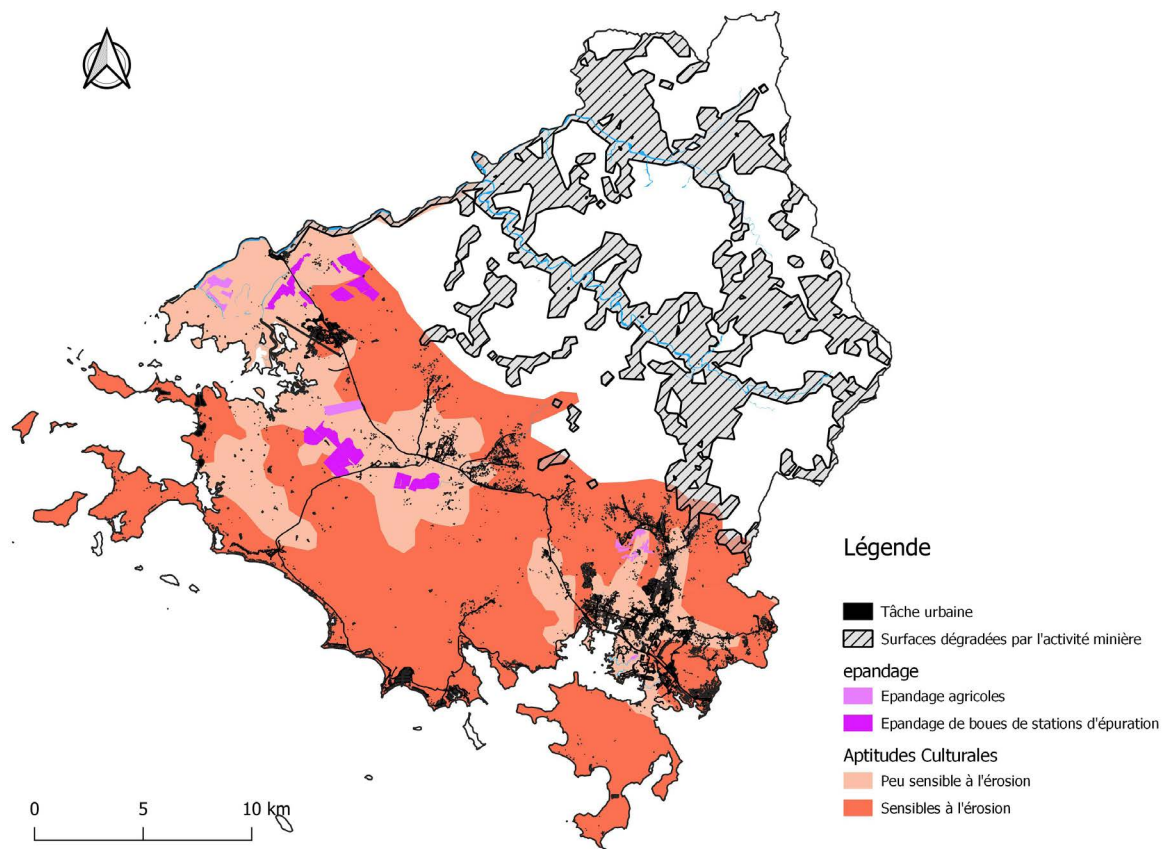 Légende
Tâche urbaine
Surfaces dégradées par l'activité minière
epandage
Epandage agricoles
Epandage de boues de stations d'épuration
Aptitudes Culturales
Peu sensible à l'érosion
Sensibles à l'érosion
0 5 10 km